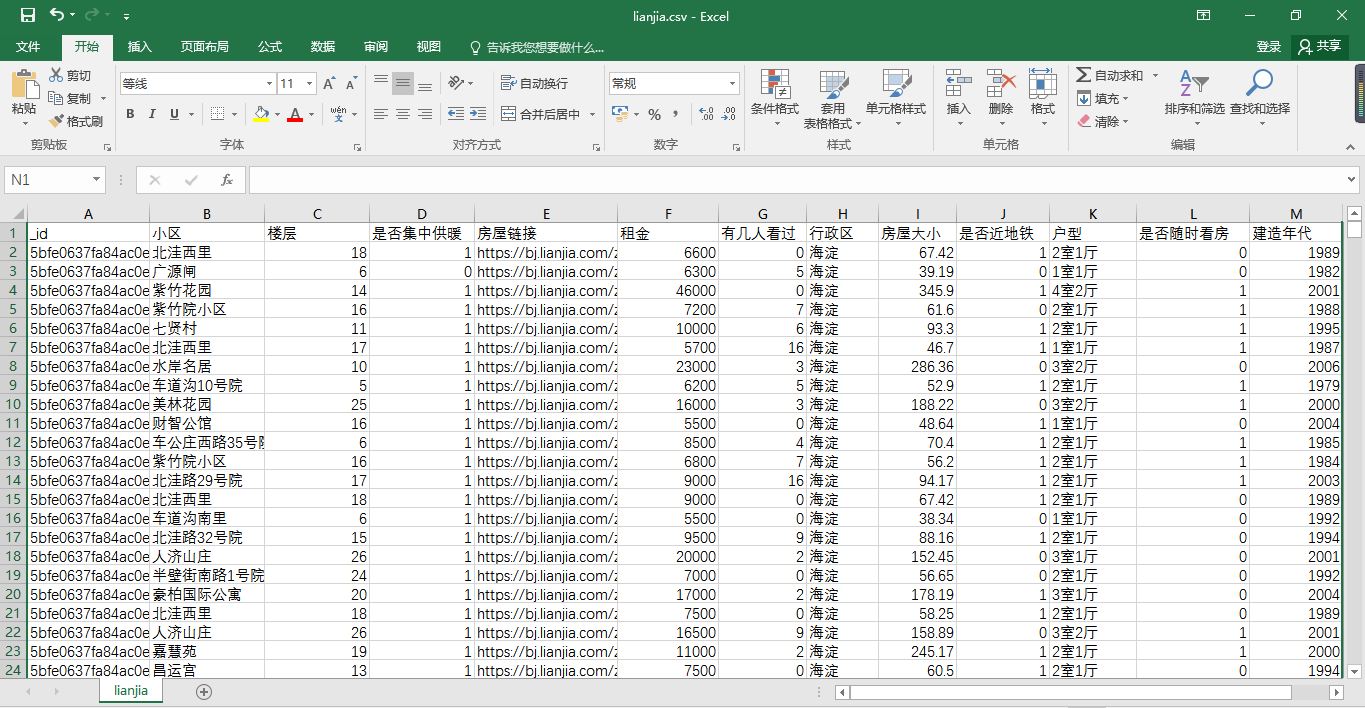 lianjia.csv - Excel
文件 开始 插入 页面布局 公式 数据 审阅 视图 告诉我您想要做什么... 登录 共享
粘贴 剪切 复制 格式刷 剪贴板
等线 11 B I U A wén 文 字体
自动换行 合并后居中 对齐方式
常规 % , 数字
条件格式 套用 表格格式 单元格样式 样式
插入 删除 格式 单元格
自动求和 填充 清除 排序和筛选 查找和选择 编辑
N1 fx
A B C D E F G H I J K L M
1 _id 小区 楼层 是否集中供暖 房屋链接 租金 有几人看过 行政区 房屋大小 是否近地铁 户型 是否随时看房 建造年代
2 5bfe0637fa84ac0e 北洼西里 18 1 https://bj.lianjia.com/z 6600 0 海淀 67.42 1 2室1厅 0 1989
3 5bfe0637fa84ac0e 广源闸 6 0 https://bj.lianjia.com/z 6300 5 海淀 39.19 0 1室1厅 0 1982
4 5bfe0637fa84ac0e 紫竹花园 14 1 https://bj.lianjia.com/z 46000 0 海淀 345.9 1 4室2厅 1 2001
5 5bfe0637fa84ac0e 紫竹院小区 16 1 https://bj.lianjia.com/z 7200 7 海淀 61.6 0 2室1厅 1 1988
6 5bfe0637fa84ac0e 七贤村 11 1 https://bj.lianjia.com/z 10000 6 海淀 93.3 1 2室1厅 1 1995
7 5bfe0637fa84ac0e 北洼西里 17 1 https://bj.lianjia.com/z 5700 16 海淀 46.7 1 1室1厅 1 1987
8 5bfe0637fa84ac0e 水岸名居 10 1 https://bj.lianjia.com/z 23000 3 海淀 286.36 0 3室2厅 0 2006
9 5bfe0637fa84ac0e 车道沟10号院 5 1 https://bj.lianjia.com/z 6200 5 海淀 52.9 1 2室1厅 1 1979
10 5bfe0637fa84ac0e 美林花园 25 1 https://bj.lianjia.com/z 16000 3 海淀 188.22 0 3室2厅 1 2000
11 5bfe0637fa84ac0e 财智公馆 16 1 https://bj.lianjia.com/z 5500 0 海淀 48.64 1 1室1厅 0 2004
12 5bfe0637fa84ac0e 车公庄西路35号院 6 1 https://bj.lianjia.com/z 8500 4 海淀 70.4 1 2室1厅 1 1985
13 5bfe0637fa84ac0e 紫竹院小区 16 1 https://bj.lianjia.com/z 6800 7 海淀 56.2 1 2室1厅 1 1984
14 5bfe0637fa84ac0e 北洼路29号院 17 1 https://bj.lianjia.com/z 9000 16 海淀 94.17 1 2室1厅 1 2003
15 5bfe0637fa84ac0e 北洼西里 18 1 https://bj.lianjia.com/z 9000 0 海淀 67.42 1 2室1厅 0 1989
16 5bfe0637fa84ac0e 车道沟南里 6 1 https://bj.lianjia.com/z 5500 0 海淀 38.34 0 1室1厅 0 1992
17 5bfe0637fa84ac0e 北洼路32号院 15 1 https://bj.lianjia.com/z 9500 9 海淀 88.16 1 2室1厅 0 1994
18 5bfe0637fa84ac0e 人济山庄 26 1 https://bj.lianjia.com/z 20000 2 海淀 152.45 0 3室1厅 0 2001
19 5bfe0637fa84ac0e 半壁街南路1号院 24 1 https://bj.lianjia.com/z 7000 0 海淀 56.65 0 2室1厅 0 1992
20 5bfe0637fa84ac0e 豪柏国际公寓 20 1 https://bj.lianjia.com/z 17000 2 海淀 178.19 1 3室1厅 0 2004
21 5bfe0637fa84ac0e 北洼西里 18 1 https://bj.lianjia.com/z 7500 0 海淀 58.25 1 2室1厅 0 1989
22 5bfe0637fa84ac0e 人济山庄 26 1 https://bj.lianjia.com/z 16500 9 海淀 158.89 0 3室2厅 1 2001
23 5bfe0637fa84ac0e 嘉慧苑 19 1 https://bj.lianjia.com/z 11000 2 海淀 245.17 1 2室1厅 1 2000
24 5bfe0637fa84ac0e 昌运宫 13 1 https://bj.lianjia.com/z 7500 0 海淀 60.5 1 2室1厅 0 1994
lianjia